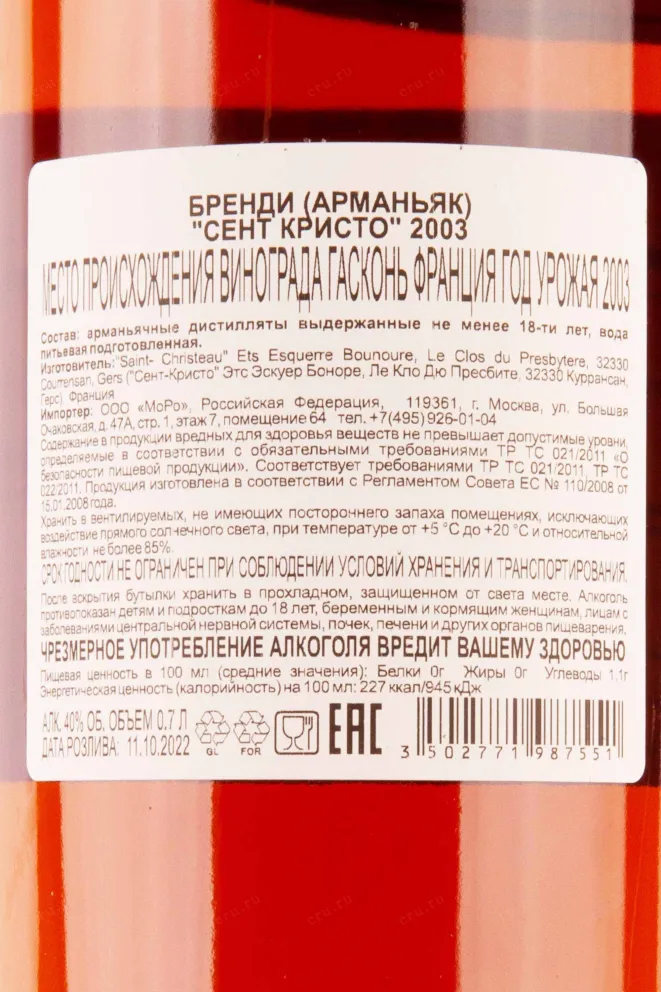 БРЕНДИ (АРМАНЬЯК)
"СЕНТ КРИСТО" 2003
МЕСТО ПРОИСХОЖДЕНИЯ ВИНОГРАДА ГАСКОНЬ ФРАНЦИЯ ГОД УРОЖАЯ 2003
Состав: арманьячные дистилляты выдержанные не менее 18-ти лет, вода
питьевая подготовленная.
Изготовитель:"Saint- Christeau" Ets Esquerre Bounoure, Le Clos du Presbytere, 32330
Courrensan, Gers ("Сент-Кристо" Этс Эскуер Боноре, Ле Кло Дю Пресбите, 32330 Куррансан,
Герс) Франция
Импортер: ООО «МоРо», Российская Федерация, 119361, г. Москва, ул. Большая
Очаковская, д. 47А, стр. 1, этаж 7, помещение 64 тел. +7(495) 926-01-04
Содержание в продукции вредных для здоровья веществ не превышает допустимые уровни,
определяемые в соответствии с обязательными требованиями ТР ТС 021/2011 «О
безопасности пищевой продукции». Соответствует требованиями ТР ТС 021/2011, ТР ТС
022/2011. Продукция изготовлена в соответствии с Регламентом Совета ЕС № 110/2008 от
15.01.2008 года.
Хранить в вентилируемых, не имеющих постороннего запаха помещениях, исключающих
воздействие прямого солнечного света, при температуре от +5 °С до +20 °С и относительной
влажности не более 85%.
СРОК ГОДНОСТИ НЕ ОГРАНИЧЕН ПРИ СОБЛЮДЕНИИ УСЛОВИЙ ХРАНЕНИЯ И ТРАНСПОРТИРОВАНИЯ.
После вскрытия бутылки хранить в прохладном, защищенном от света месте. Алкоголь
противопоказан детям и подросткам до 18 лет, беременным и кормящим женщинам, лицам с
заболеваниями центральной нервной системы, почек, печени и других органов пищеварения.
ЧРЕЗМЕРНОЕ УПОТРЕБЛЕНИЕ АЛКОГОЛЯ ВРЕДИТ ВАШЕМУ ЗДОРОВЬЮ
Пищевая ценность в 100 мл (средние значения): Белки 0г Жиры 0г Углеводы 1,1г
Энергетическая ценность (калорийность) на 100 мл: 227 ккал/945 кДж
АЛК. 40% ОБ. ОБЪЕМ 0,7 Л
ДАТА РОЗЛИВА: 11.10.2022
GL
FOR
EAC
3 502771 987551